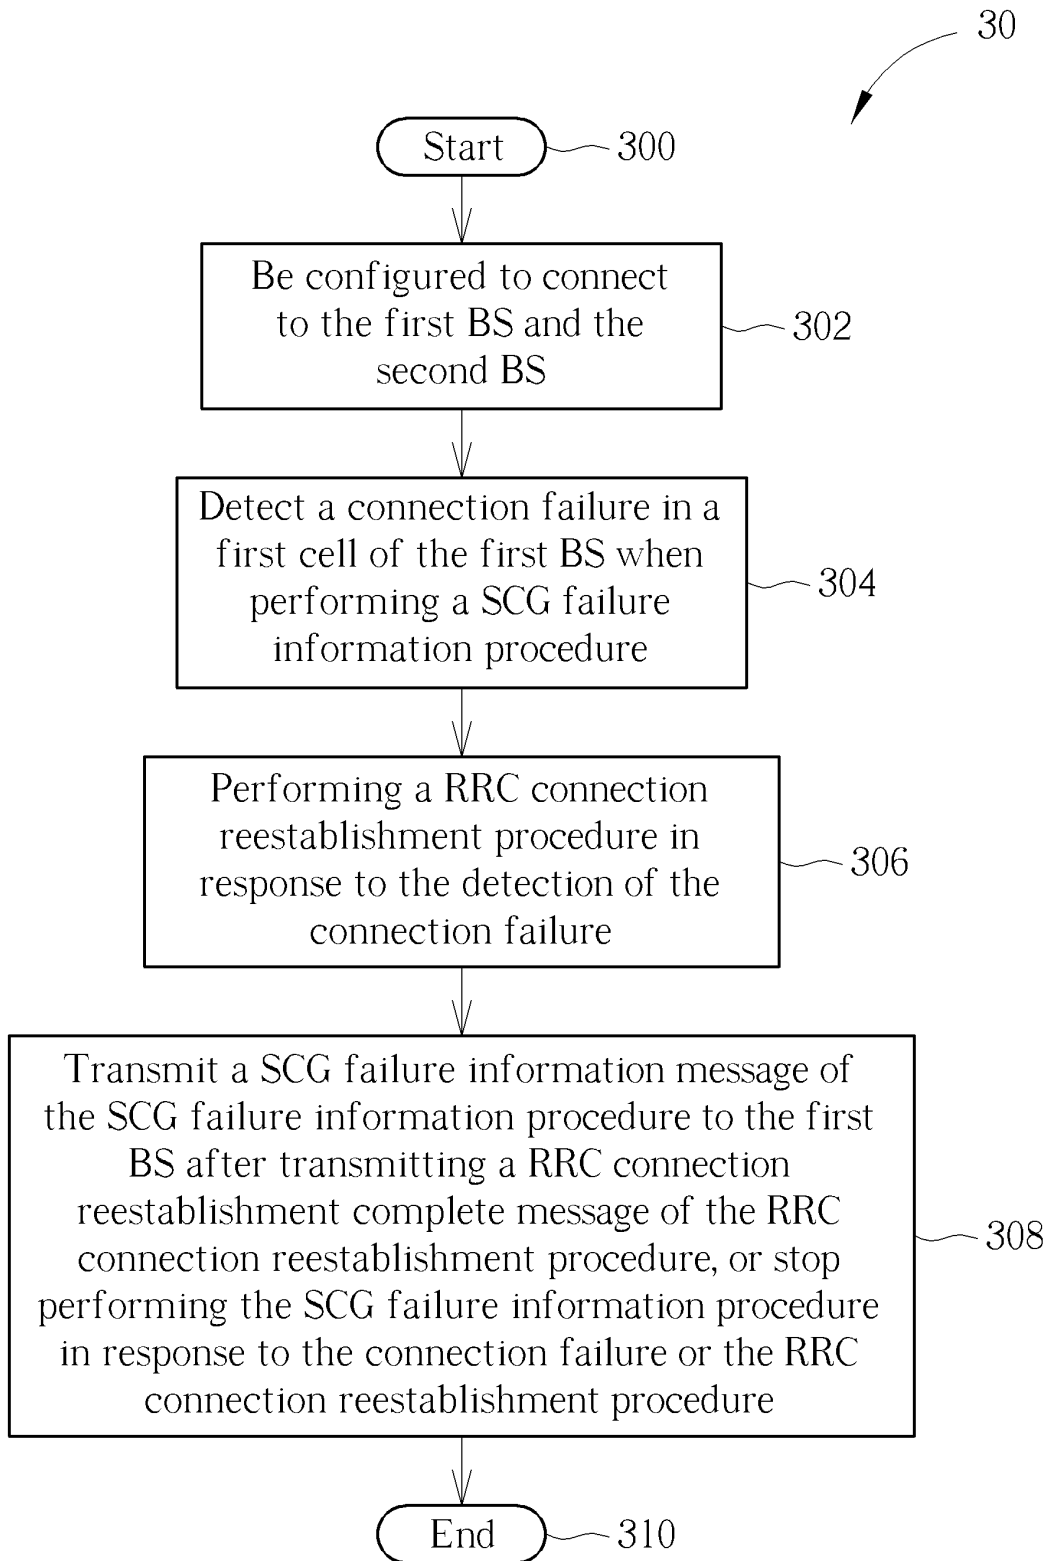 30
Start
300
Be configured to connect
to the first BS and the
second BS
302
Detect a connection failure in a
first cell of the first BS when
performing a SCG failure
information procedure
304
Performing a RRC connection
reestablishment procedure in
response to the detection of the
connection failure
306
Transmit a SCG failure information message of
the SCG failure information procedure to the first
BS after transmitting a RRC connection
reestablishment complete message of the RRC
connection reestablishment procedure, or stop
performing the SCG failure information procedure
in response to the connection failure or the RRC
connection reestablishment procedure
308
End
310